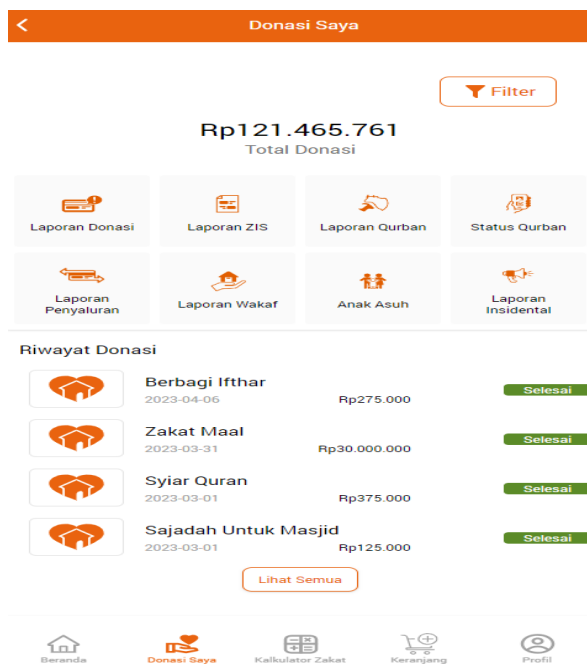 Donasi Saya
Filter
Rp121.465.761
Total Donasi
Laporan Donasi
Laporan ZIS
Laporan Qurban
Status Qurban
Laporan
Penyaluran
Laporan Wakaf
Anak Asuh
Laporan
Insidental
Riwayat Donasi
Berbagi Ifthar
2023-04-06 Rp275.000 Selesai
Zakat Maal
2023-03-31 Rp30.000.000 Selesai
Syiar Quran
2023-03-01 Rp375.000 Selesai
Sajadah Untuk Masjid
2023-03-01 Rp125.000 Selesai
Lihat Semua
Beranda
Donasi Saya
Kalkulator Zakat
Keranjang
Profil